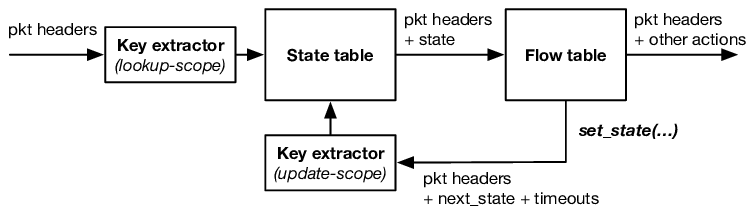 pkt headers
Key extractor
(lookup-scope)
State table
pkt headers
+ state
Flow table
pkt headers
+ other actions
set_state(...)
Key extractor
(update-scope)
pkt headers
+ next_state + timeouts